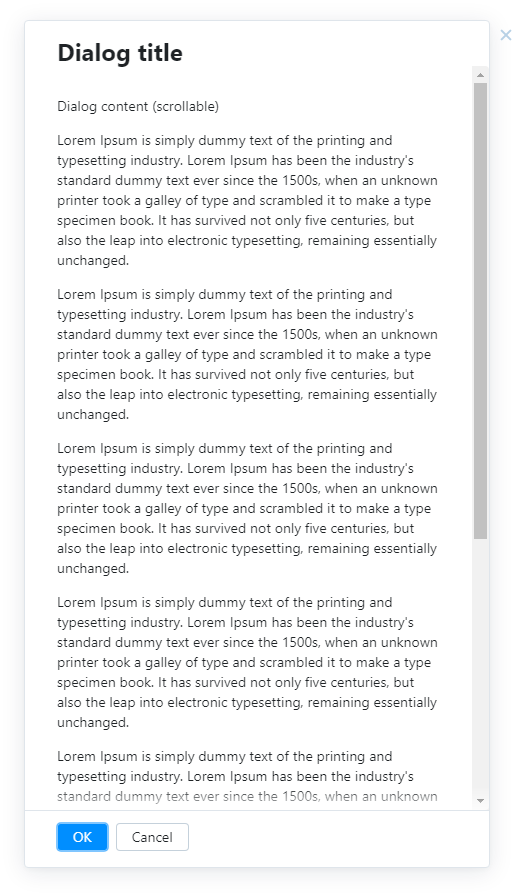 Dialog title
Dialog content (scrollable)
Lorem Ipsum is simply dummy text of the printing and
typesetting industry. Lorem Ipsum has been the industry's
standard dummy text ever since the 1500s, when an unknown
printer took a galley of type and scrambled it to make a type
specimen book. It has survived not only five centuries, but
also the leap into electronic typesetting, remaining essentially
unchanged.
Lorem Ipsum is simply dummy text of the printing and
typesetting industry. Lorem Ipsum has been the industry's
standard dummy text ever since the 1500s, when an unknown
printer took a galley of type and scrambled it to make a type
specimen book. It has survived not only five centuries, but
also the leap into electronic typesetting, remaining essentially
unchanged.
Lorem Ipsum is simply dummy text of the printing and
typesetting industry. Lorem Ipsum has been the industry's
standard dummy text ever since the 1500s, when an unknown
printer took a galley of type and scrambled it to make a type
specimen book. It has survived not only five centuries, but
also the leap into electronic typesetting, remaining essentially
unchanged.
Lorem Ipsum is simply dummy text of the printing and
typesetting industry. Lorem Ipsum has been the industry's
standard dummy text ever since the 1500s, when an unknown
printer took a galley of type and scrambled it to make a type
specimen book. It has survived not only five centuries, but
also the leap into electronic typesetting, remaining essentially
unchanged.
Lorem Ipsum is simply dummy text of the printing and
typesetting industry. Lorem Ipsum has been the industry's
standard dummy text ever since the 1500s, when an unknown
OK Cancel